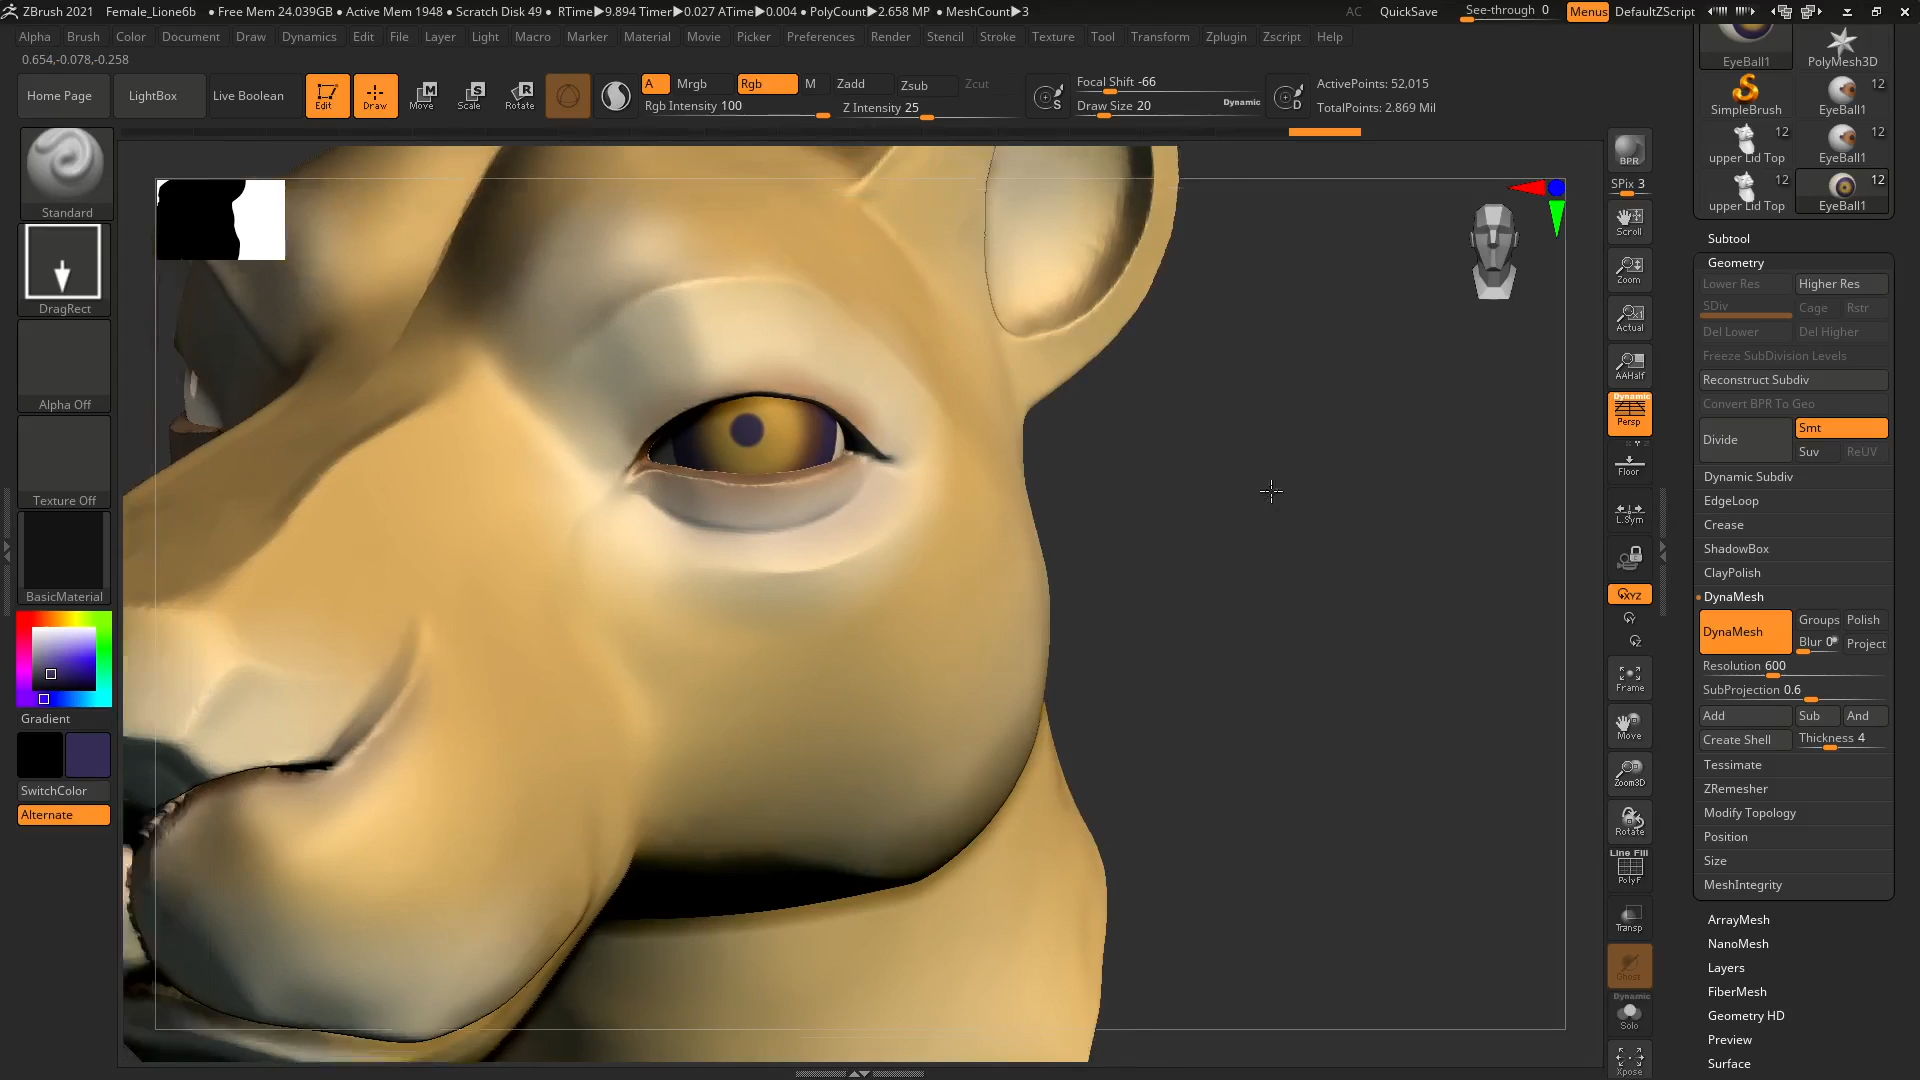 ZBrush 2021 Female_Lione6b • Free Mem 24.039GB • Active Mem 1948 • Scratch Disk 49 • RTime▶9.894 Timer▶0.027 ATime▶0.004 • PolyCount▶2.658 MP • MeshCount▶3 AC QuickSave See-through 0 Menus DefaultZScript
Alpha Brush Color Document Draw Dynamics Edit File Layer Light Macro Marker Material Movie Picker Preferences Render Stencil Stroke Texture Tool Transform Zplugin Zscript Help
0.654,-0.078,-0.258
Home Page LightBox Live Boolean Edit Draw Move Scale Rotate
A Mrgb Rgb M Zadd Zsub Zcut
Rgb Intensity 100 Z Intensity 25
Focal Shift -66
Draw Size 20 Dynamic
ActivePoints: 52,015
TotalPoints: 2.869 Mil
Standard
DragRect
Alpha Off
Texture Off
BasicMaterial
Gradient
SwitchColor
Alternate
BPR
SPix 3
Scroll
Zoom
Actual
AAHalf
Dynamic
Persp
Floor
L.Sym
XYZ
Frame
Move
Zoom3D
Rotate
Line Fill
PolyF
Transp
Ghost
Dynamic
Solo
Xpose
EyeBall1 PolyMesh3D
12
SimpleBrush EyeBall1
12 12
upper Lid Top EyeBall1
12 12
upper Lid Top EyeBall1
Subtool
Geometry
Lower Res Higher Res
SDiv Cage Rstr
Del Lower Del Higher
Freeze SubDivision Levels
Reconstruct Subdiv
Convert BPR To Geo
Divide Smt
Suv ReUV
Dynamic Subdiv
EdgeLoop
Crease
ShadowBox
ClayPolish
DynaMesh
DynaMesh Groups Polish
Blur 0 Project
Resolution 600
SubProjection 0.6
Add Sub And
Create Shell Thickness 4
Tessimate
ZRemesher
Modify Topology
Position
Size
MeshIntegrity
ArrayMesh
NanoMesh
Layers
FiberMesh
Geometry HD
Preview
Surface